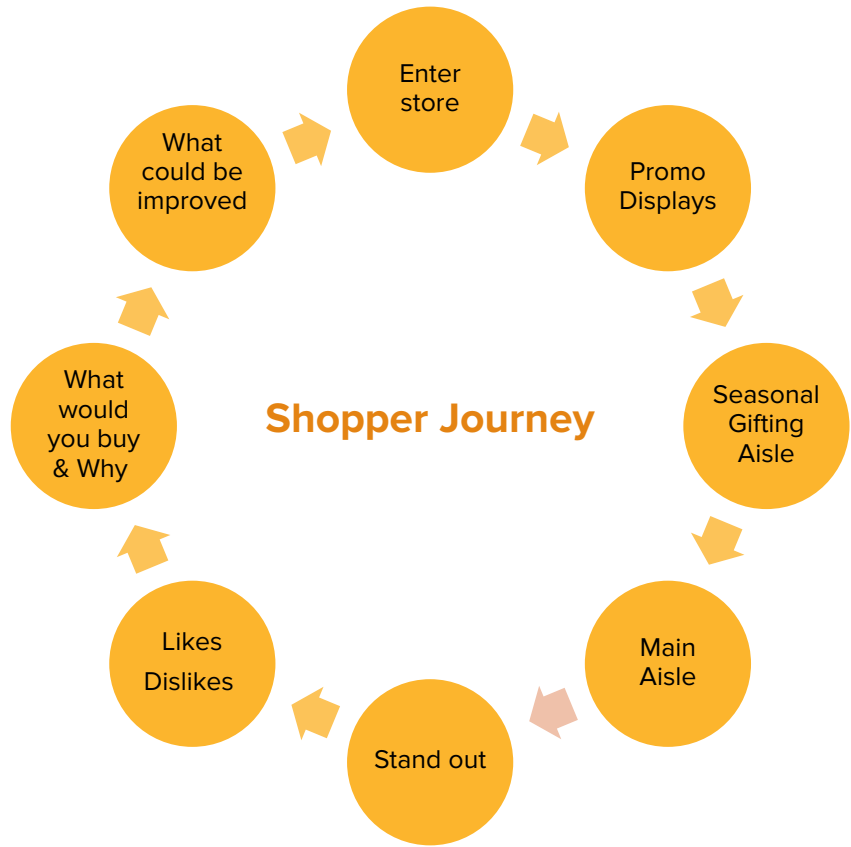 Enter
store
Promo
Displays
Seasonal
Gifting
Aisle
Main
Aisle
Stand out
Likes
Dislikes
What
would
you buy
& Why
What
could be
improved
Shopper Journey